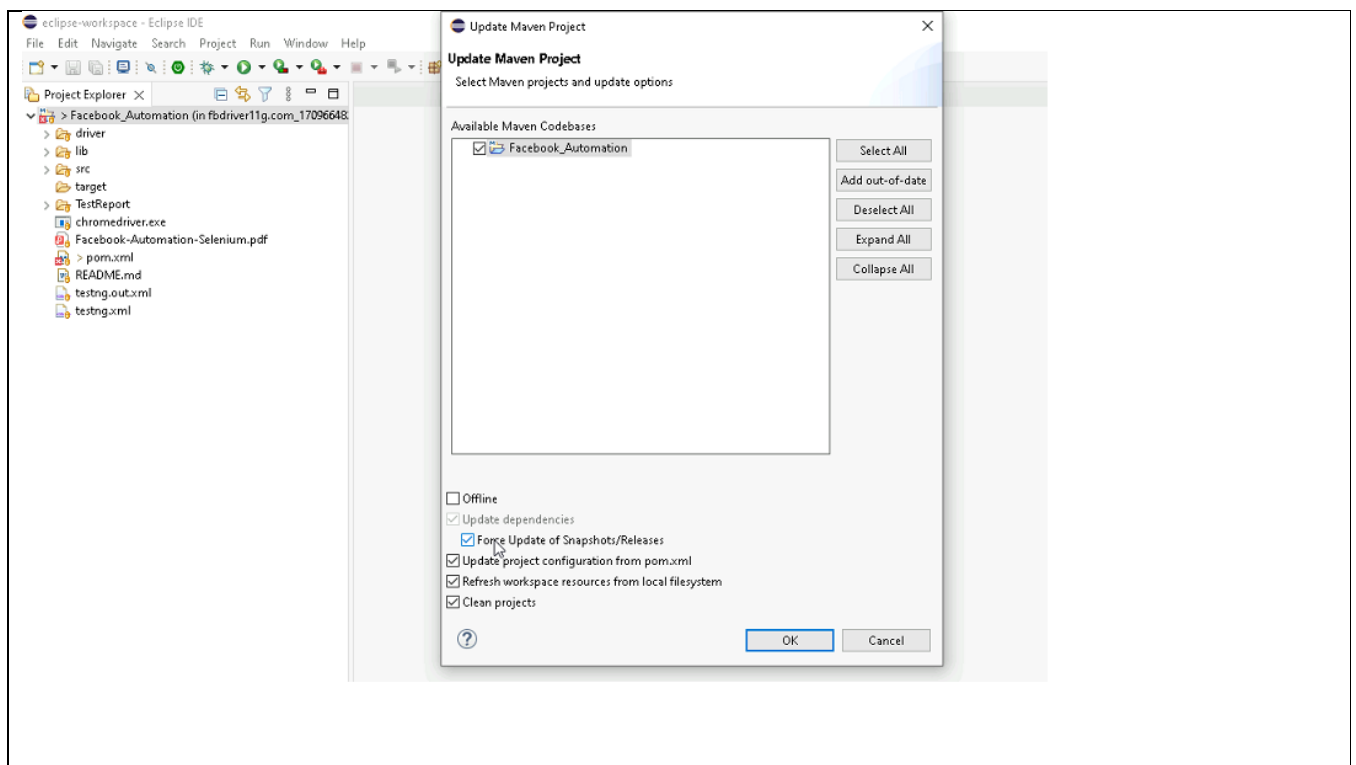 eclipse-workspace - Eclipse IDE
File Edit Navigate Search Project Run Window Help
Project Explorer
> Facebook_Automation (in fbdriver11g.com_17096648
driver
lib
src
target
TestReport
chromedriver.exe
Facebook-Automation-Selenium.pdf
> pom.xml
README.md
testng.out.xml
testng.xml
Update Maven Project
Update Maven Project
Select Maven projects and update options
Available Maven Codebases
Facebook_Automation
Select All
Add out-of-date
Deselect All
Expand All
Collapse All
Offline
Update dependencies
Force Update of Snapshots/Releases
Update project configuration from pom.xml
Refresh workspace resources from local filesystem
Clean projects
OK Cancel